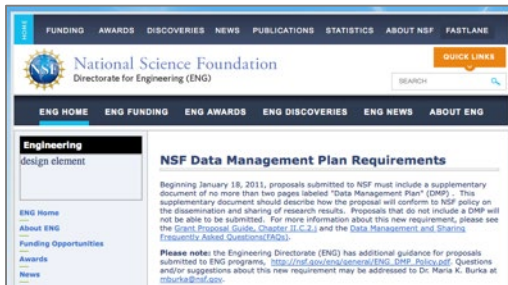 HOME
FUNDING AWARDS DISCOVERIES NEWS PUBLICATIONS STATISTICS ABOUT NSF FASTLANE
QUICK LINKS
NSF
National Science Foundation
Directorate for Engineering (ENG)
SEARCH
ENG HOME ENG FUNDING ENG AWARDS ENG DISCOVERIES ENG NEWS ABOUT ENG
Engineering
design element
ENG Home
About ENG
Funding Opportunities
Awards
News
NSF Data Management Plan Requirements
Beginning January 18, 2011, proposals submitted to NSF must include a supplementary
document of no more than two pages labeled "Data Management Plan" (DMP) . This
supplementary document should describe how the proposal will conform to NSF policy on
the dissemination and sharing of research results. Proposals that do not include a DMP will
not be able to be submitted. For more information about this new requirement, please see
the Grant Proposal Guide, Chapter II.C.2.j and the Data Management and Sharing
Frequently Asked Questions(FAQs).
Please note: the Engineering Directorate (ENG) has additional guidance for proposals
submitted to ENG programs, http://nsf.gov/eng/general/ENG_DMP_Policy.pdf. Questions
and/or suggestions about this new requirement may be addressed to Dr. Maria K. Burka at
mburka@nsf.gov.